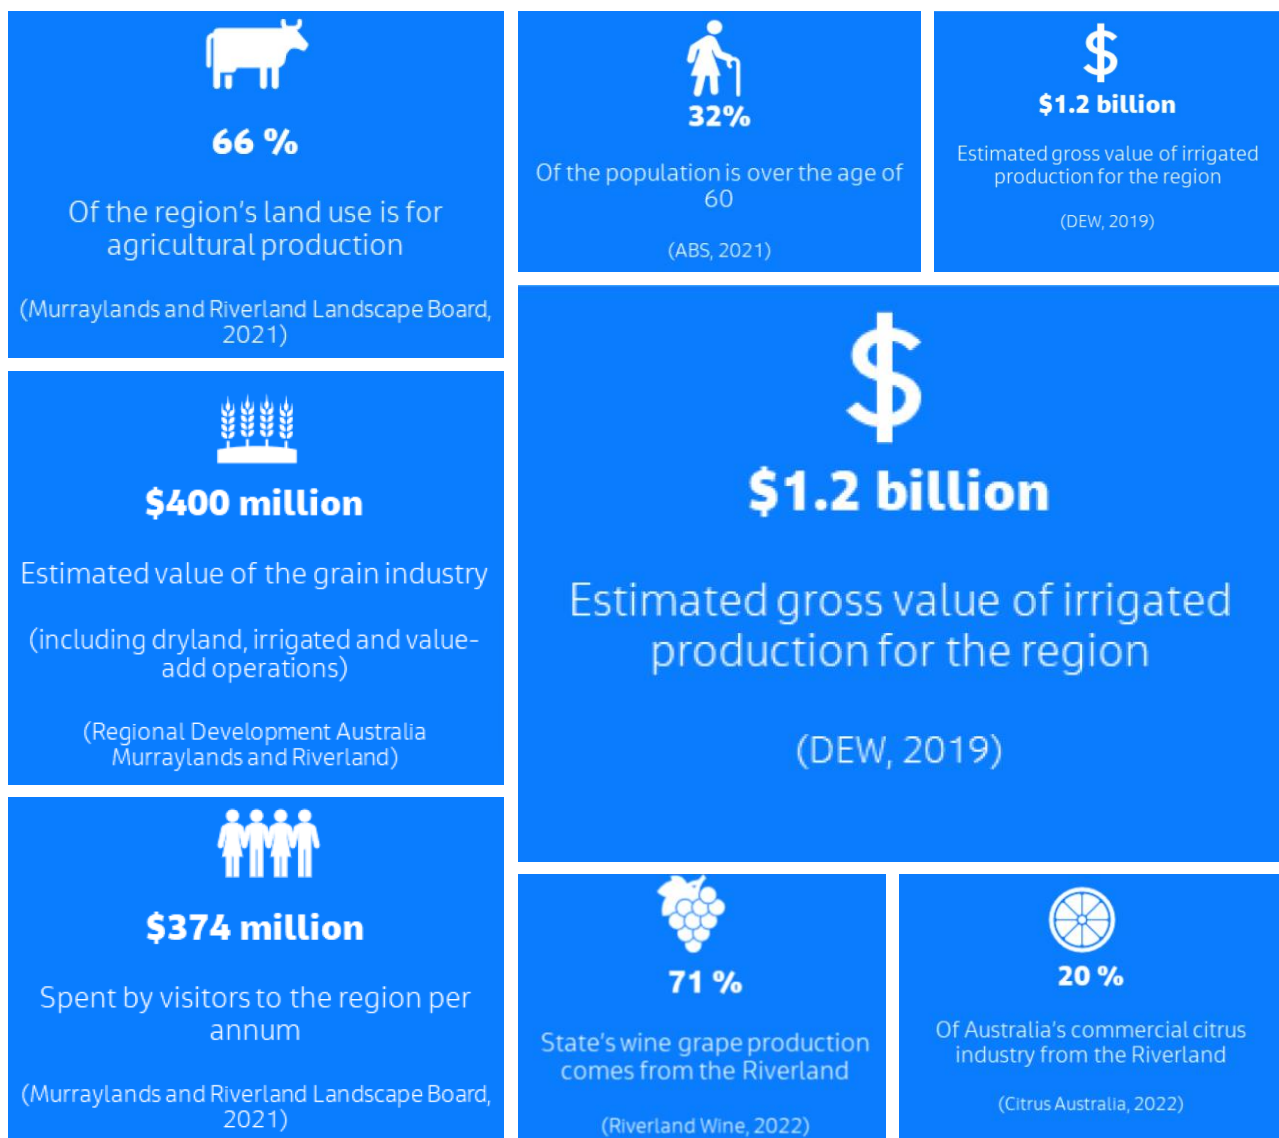 66 %
Of the region's land use is for
agricultural production
(Murraylands and Riverland Landscape Board,
2021)
32%
Of the population is over the age of
60
(ABS, 2021)
$1.2 billion
Estimated gross value of irrigated
production for the region
(DEW, 2019)
$400 million
Estimated value of the grain industry
(including dryland, irrigated and value-
add operations)
(Regional Development Australia
Murraylands and Riverland)
$1.2 billion
Estimated gross value of irrigated
production for the region
(DEW, 2019)
$374 million
Spent by visitors to the region per
annum
(Murraylands and Riverland Landscape Board,
2021)
71 %
State's wine grape production
comes from the Riverland
(Riverland Wine, 2022)
20 %
Of Australia's commercial citrus
industry from the Riverland
(Citrus Australia, 2022)